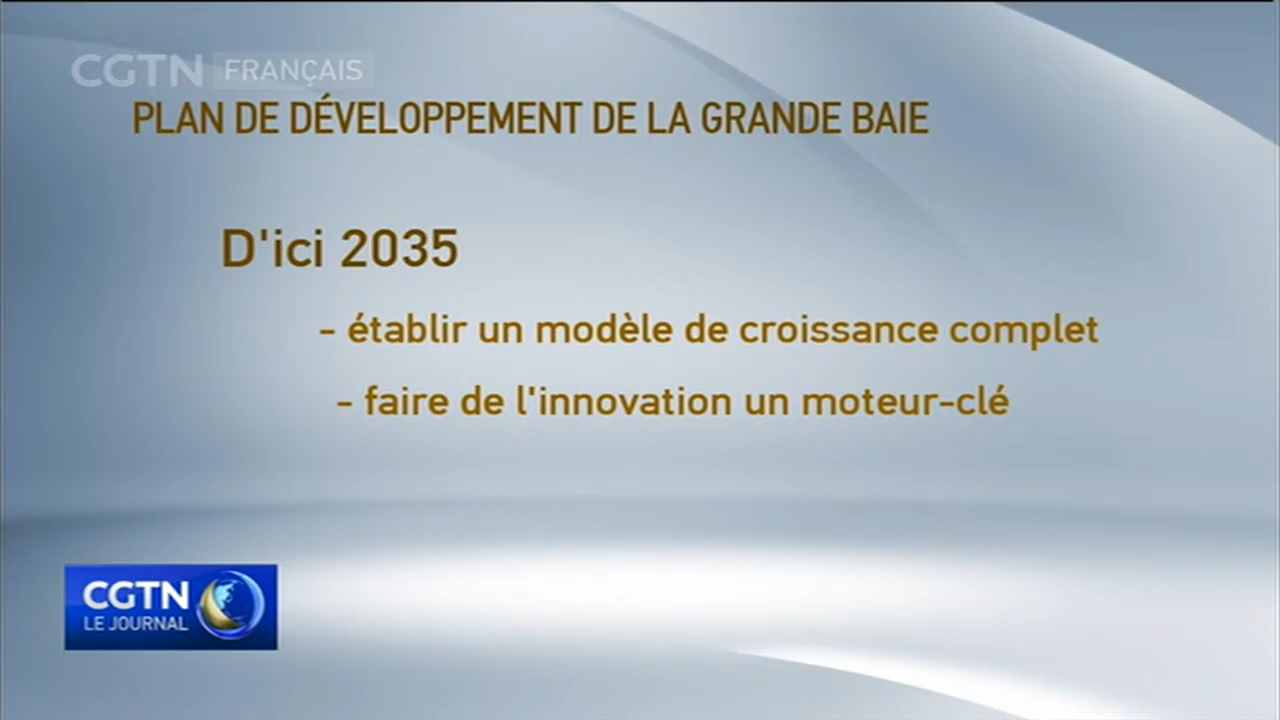 CGTN FRANÇAIS
PLAN DE DÉVELOPPEMENT DE LA GRANDE BAIE
D'ici 2035
- établir un modèle de croissance complet
- faire de l'innovation un moteur-clé
CGTN
LE JOURNAL